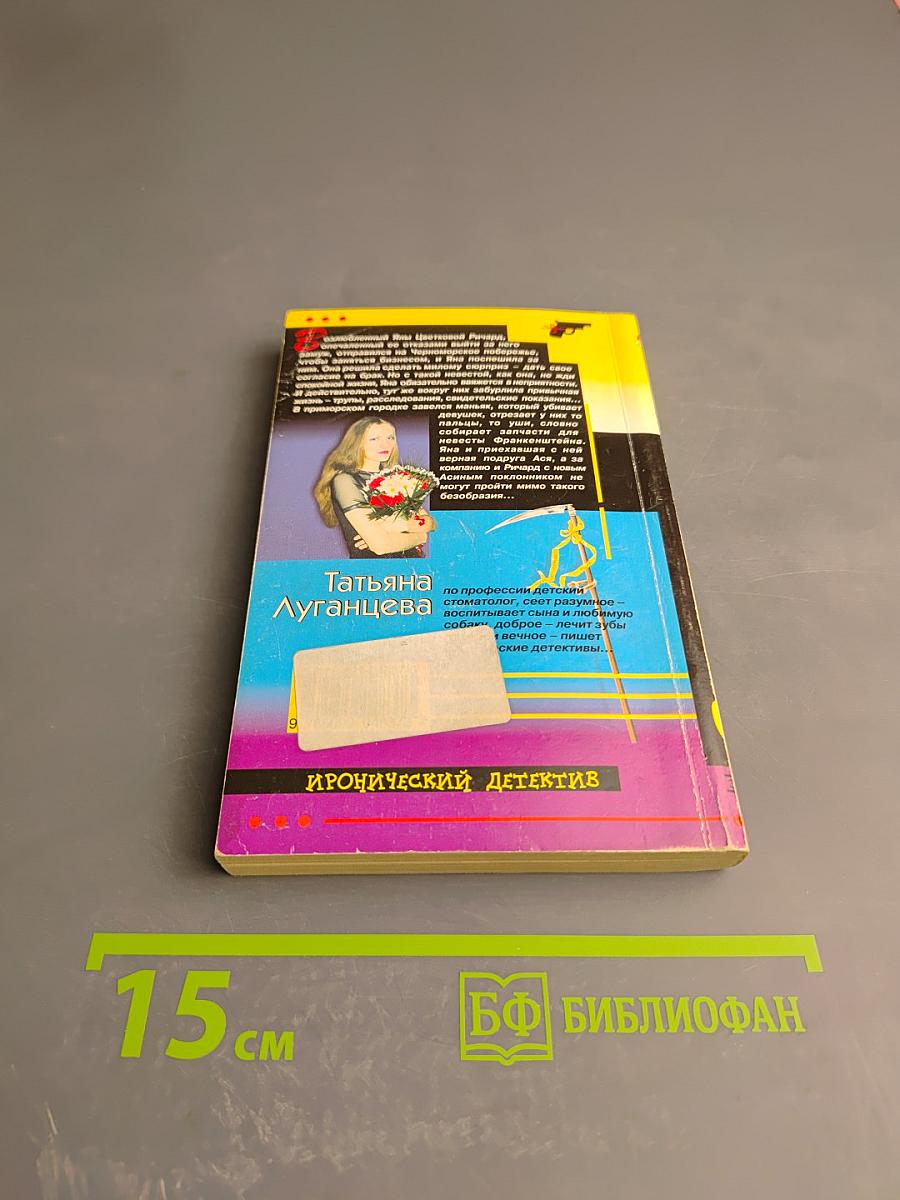 Возлюбленный Яны Цветковой Ричард,
опечаленный ее отказами выйти за него
замуж, отправился на Черноморское побережье,
чтобы заняться бизнесом, и Яна поспешила за
ним. Она решила сделать милому сюрприз – дать свое
согласие на брак. Но с такой невестой, как она, не жди
спокойной жизни, Яна обязательно ввяжется в неприятности.
И действительно, тут же вокруг них забурлила привычная
жизнь – трупы, расследования, свидетельские показания...
В приморском городке завелся маньяк, который убивает
девушек, отрезает у них то
пальцы, то уши, словно
собирает запчасти для
невесты Франкенштейна.
Яна и приехавшая с ней
верная подруга Ася, а за
компанию и Ричард с новым
Асиным поклонником не
могут пройти мимо такого
безобразия...
Татьяна
Луганцева
по профессии детский
стоматолог, сеет разумное –
воспитывает сына и любимую
собаку, доброе – лечит зубы
и вечное – пишет
еские детективы...
9
ИРОНИЧЕСКИЙ ДЕТЕКТИВ
15 см
БФ БИБЛИОФАН